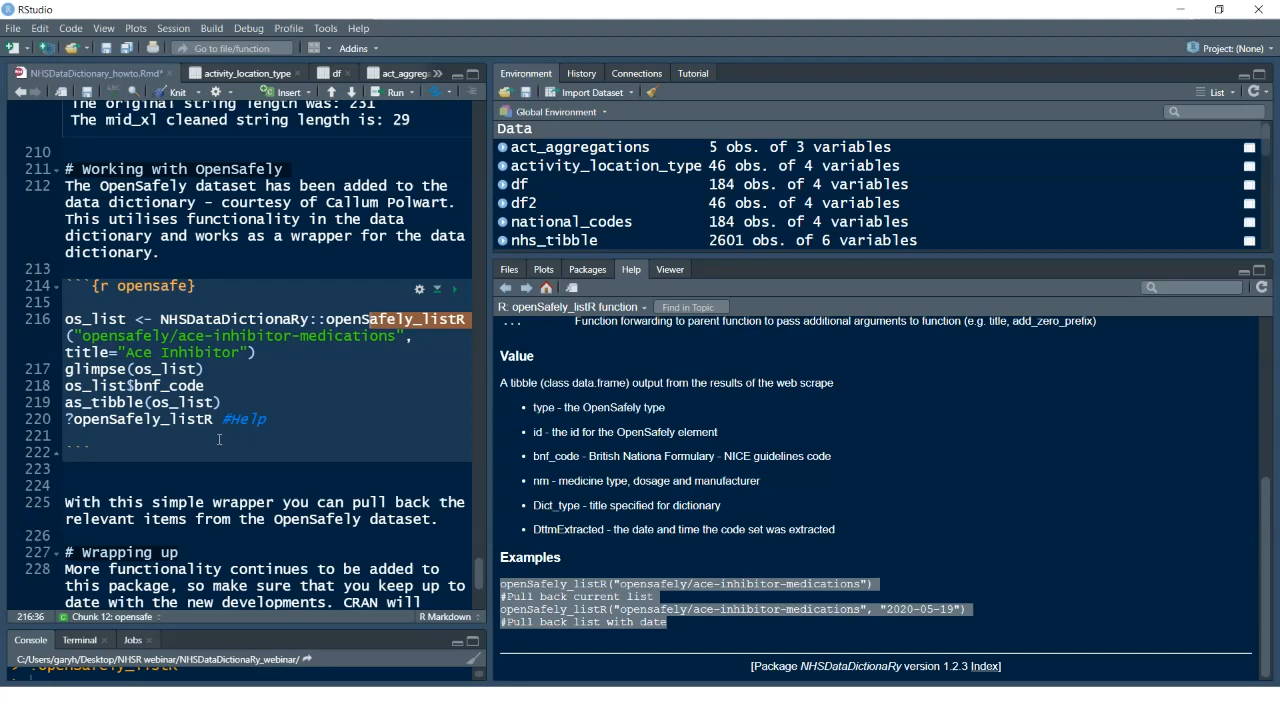 RStudio
File Edit Code View Plots Session Build Debug Profile Tools Help
Go to file/function Addins Project: (None)
NHSDataDictionary_howto.Rmd* activity_location_type df act_aggreg
Knit Insert Run
The original string length was: 231
The mid_xl cleaned string length is: 29
210
211 # Working with OpenSafely
212 The OpenSafely dataset has been added to the
data dictionary - courtesy of Callum Polwart.
This utilises functionality in the data
dictionary and works as a wrapper for the data
dictionary.
213
214 ```{r opensafe}
215
216 os_list <- NHSDataDictionaRy::openSafely_listR
("opensafely/ace-inhibitor-medications",
title="Ace Inhibitor")
217 glimpse(os_list)
218 os_list$bnf_code
219 as_tibble(os_list)
220 ?openSafely_listR #Help
221
222 ```
223
224
225 With this simple wrapper you can pull back the
relevant items from the OpenSafely dataset.
226
227 # Wrapping up
228 More functionality continues to be added to
this package, so make sure that you keep up to
date with the new developments. CRAN will
216:36 Chunk 12: opensafe R Markdown
Console Terminal Jobs
C:/Users/garyh/Desktop/NHSR webinar/NHSDataDictionaRy_webinar/
> ?openSafely_listR
Environment History Connections Tutorial
Import Dataset List
Global Environment
Data
act_aggregations 5 obs. of 3 variables
activity_location_type 46 obs. of 4 variables
df 184 obs. of 4 variables
df2 46 obs. of 4 variables
national_codes 184 obs. of 4 variables
nhs_tibble 2601 obs. of 6 variables
Files Plots Packages Help Viewer
R: openSafely_listR function Find in Topic
... Function forwarding to parent function to pass additional arguments to function (e.g. title, add_zero_prefix)
Value
A tibble (class data.frame) output from the results of the web scrape
• type - the OpenSafely type
• id - the id for the OpenSafely element
• bnf_code - British Nationa Formulary - NICE guidelines code
• nm - medicine type, dosage and manufacturer
• Dict_type - title specified for dictionary
• DttmExtracted - the date and time the code set was extracted
Examples
openSafely_listR("opensafely/ace-inhibitor-medications")
#Pull back current list
openSafely_listR("opensafely/ace-inhibitor-medications", "2020-05-19")
#Pull back list with date
[Package NHSDataDictionaRy version 1.2.3 Index]